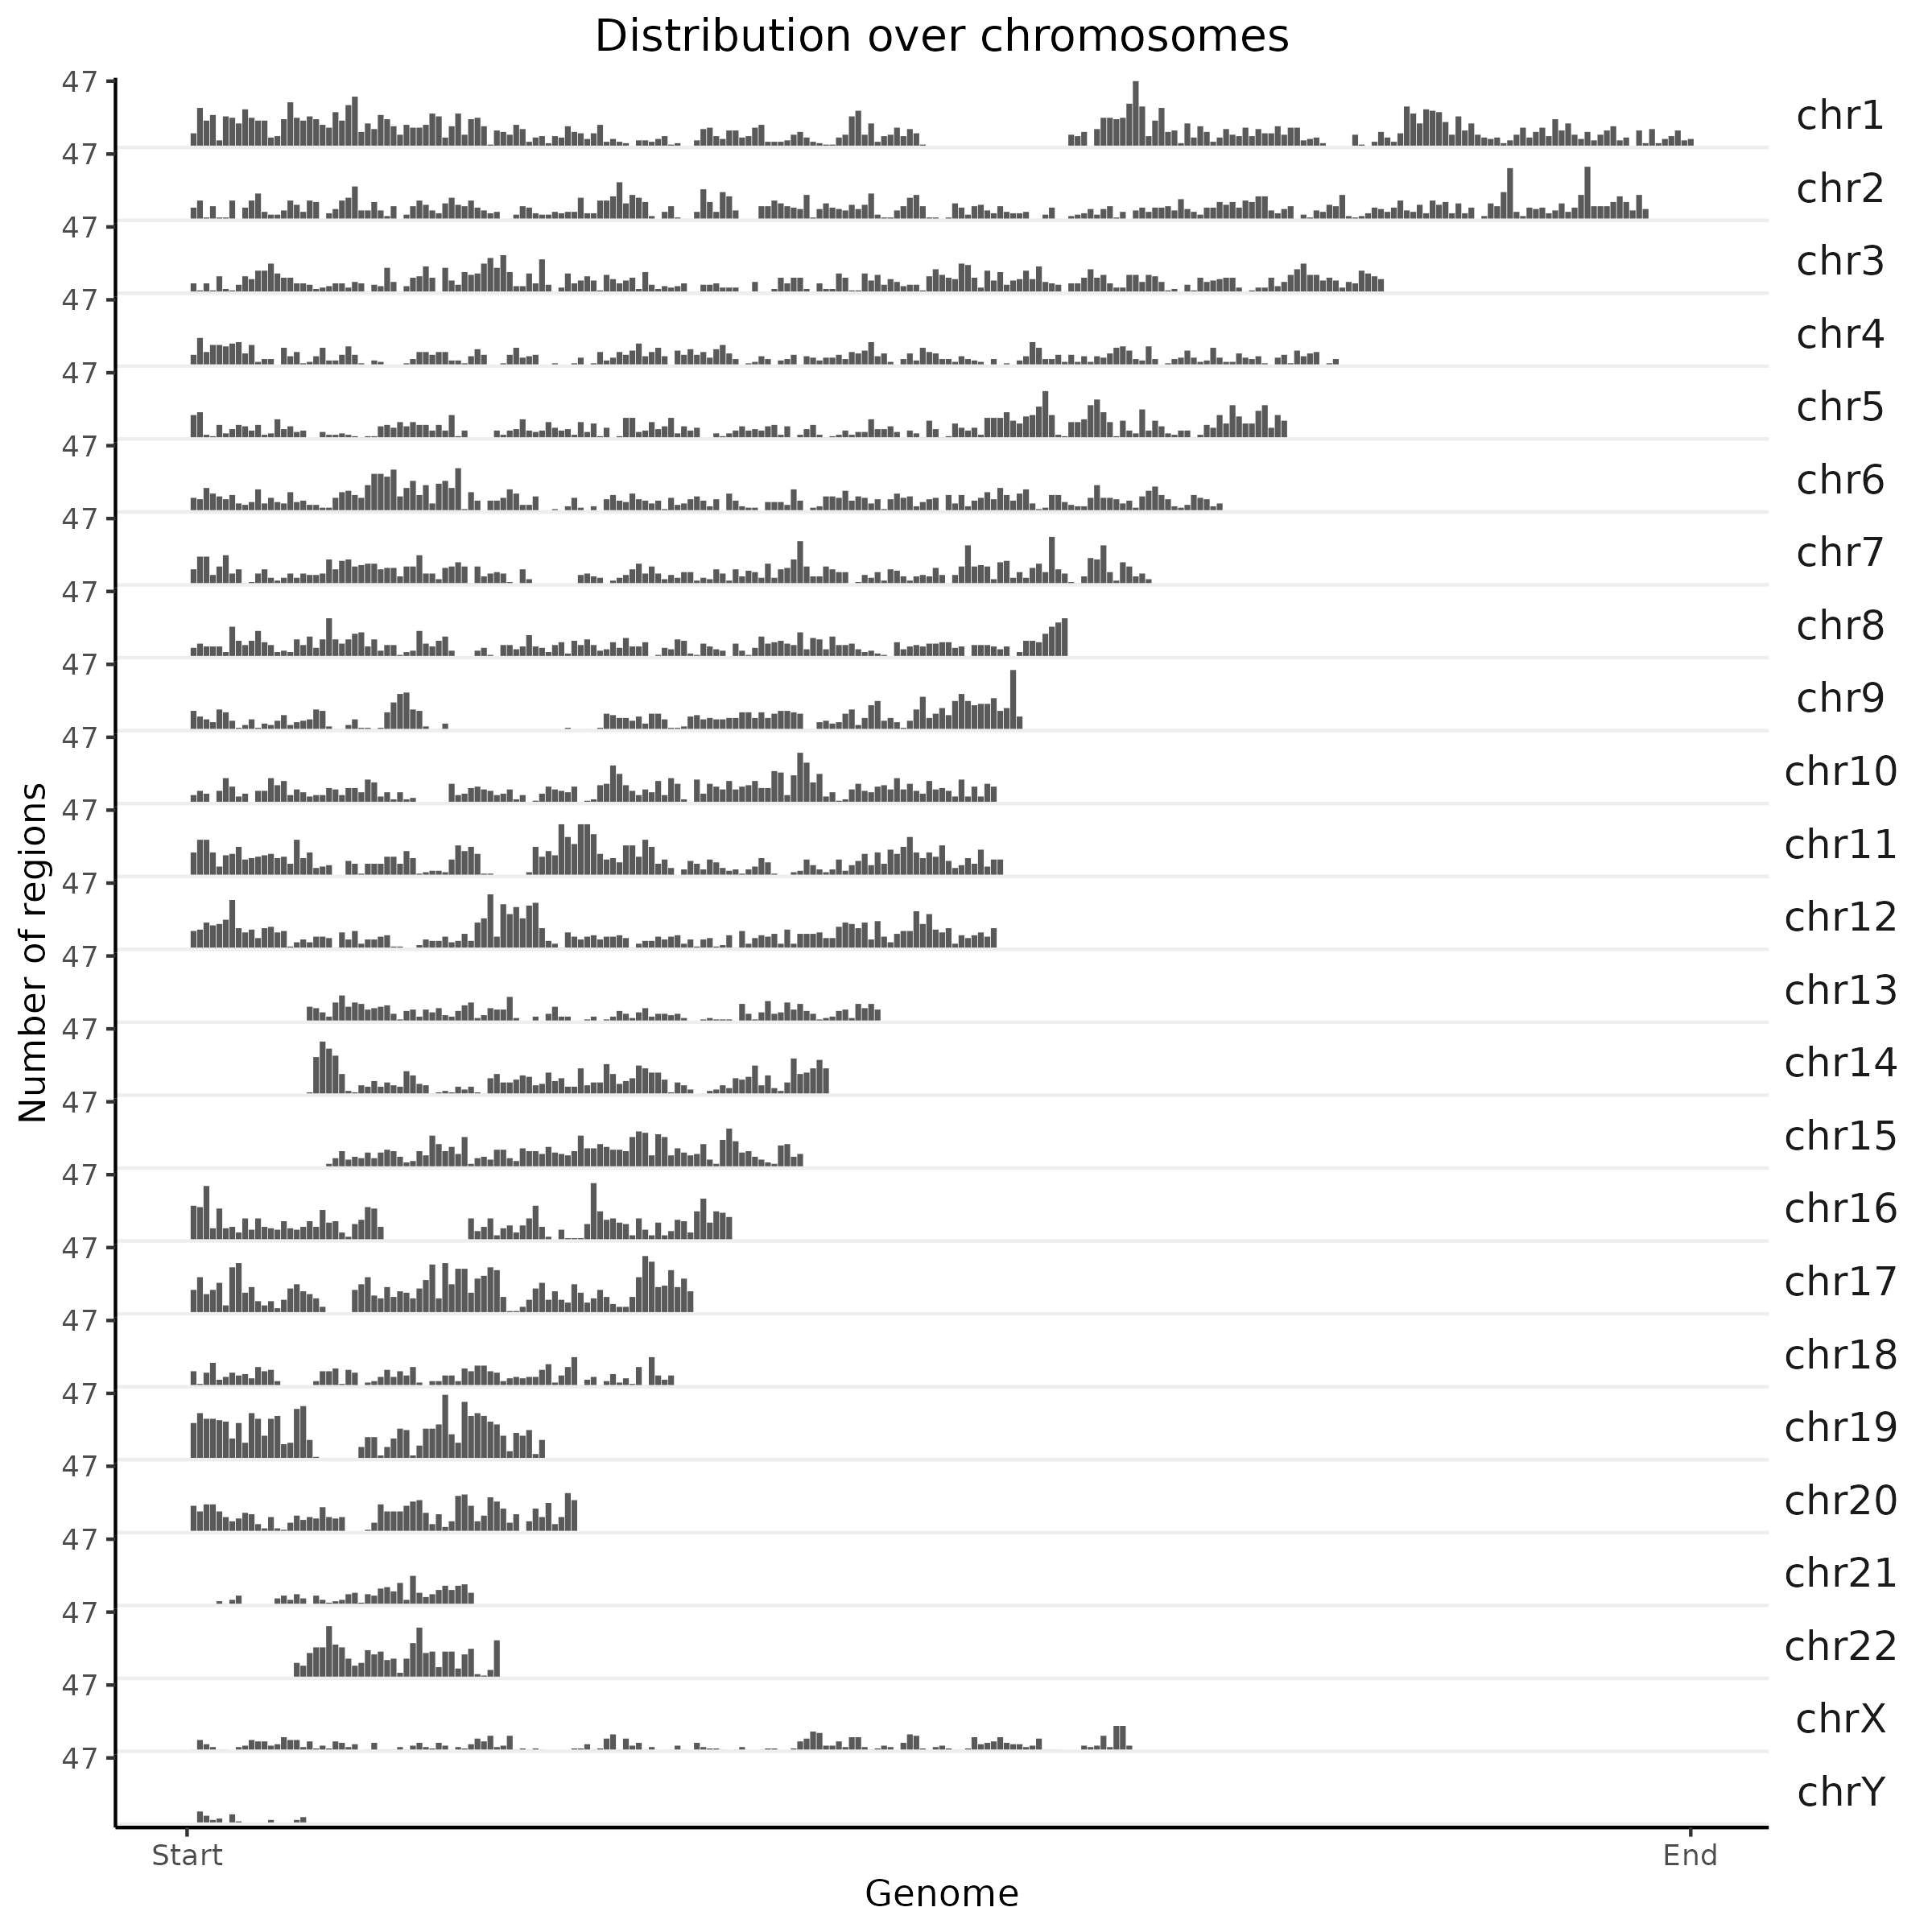 Distribution over chromosomes
47 chr1
47 chr2
47 chr3
47 chr4
47 chr5
47 chr6
47 chr7
47 chr8
47 chr9
47 chr10
47 chr11
47 chr12
47 chr13
47 chr14
47 chr15
47 chr16
47 chr17
47 chr18
47 chr19
47 chr20
47 chr21
47 chr22
47 chrX
47 chrY
Number of regions
Start End
Genome